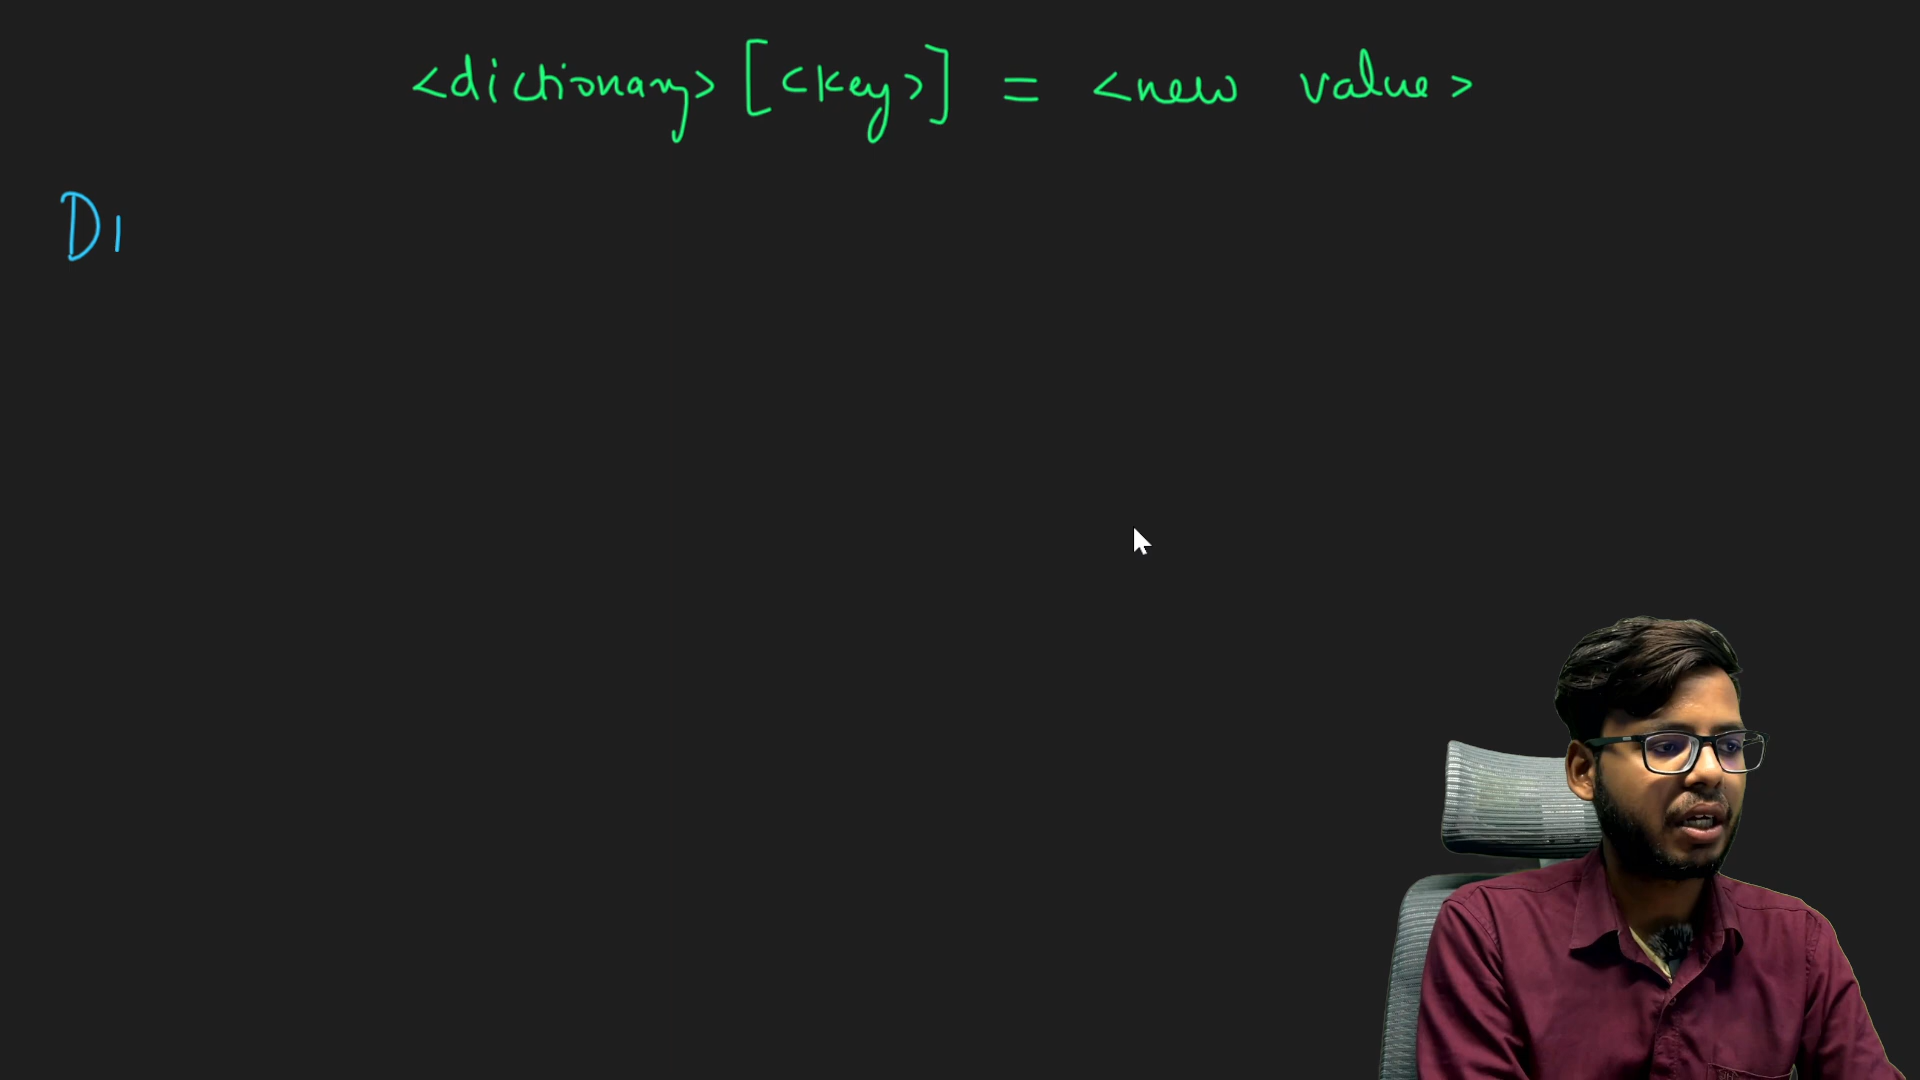 <dictionary> [<key>] = <new value>
D1